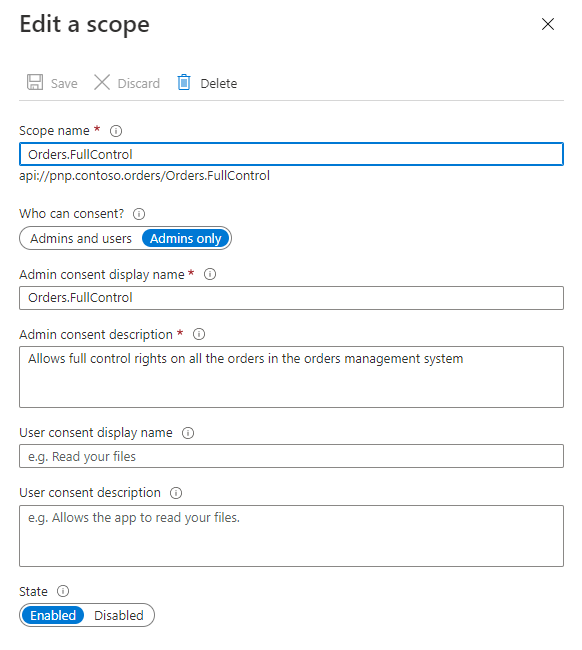 Edit a scope
Save Discard Delete
Scope name *
Orders.FullControl
api://pnp.contoso.orders/Orders.FullControl
Who can consent?
Admins and users Admins only
Admin consent display name *
Orders.FullControl
Admin consent description *
Allows full control rights on all the orders in the orders management system
User consent display name
e.g. Read your files
User consent description
e.g. Allows the app to read your files.
State
Enabled Disabled